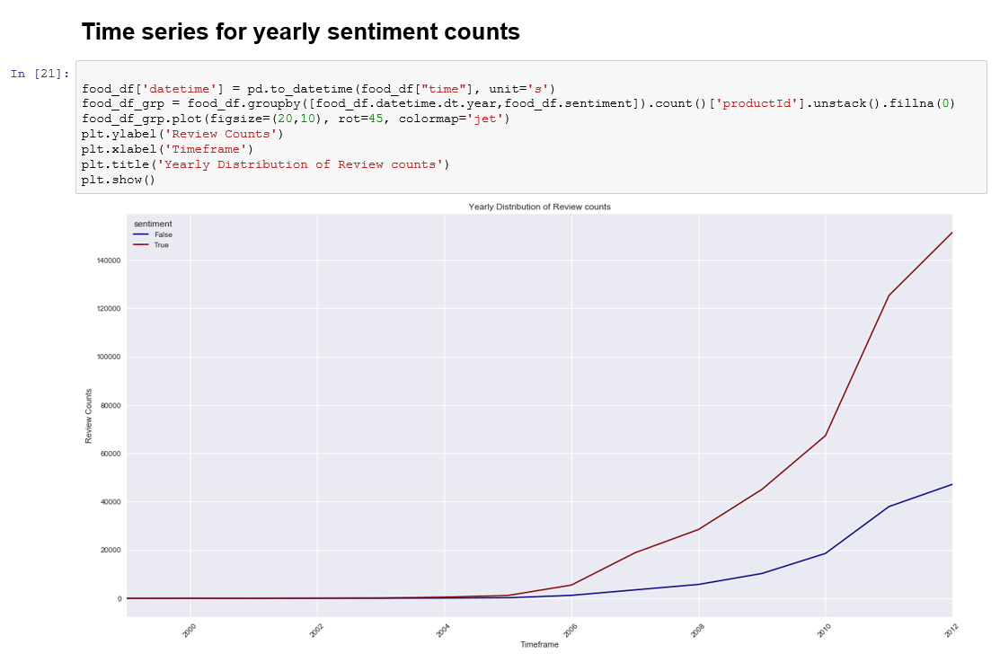 Time series for yearly sentiment counts
In [21]:
food_df['datetime'] = pd.to_datetime(food_df["time"], unit='s')
food_df_grp = food_df.groupby([food_df.datetime.dt.year,food_df.sentiment]).count()['productId'].unstack().fillna(0)
food_df_grp.plot(figsize=(20,10), rot=45, colormap='jet')
plt.ylabel('Review Counts')
plt.xlabel('Timeframe')
plt.title('Yearly Distribution of Review counts')
plt.show()
Yearly Distribution of Review counts
sentiment
False
True
140000
120000
100000
80000
60000
40000
20000
0
Review Counts
2000 2002 2004 2006 2008 2010 2012
Timeframe